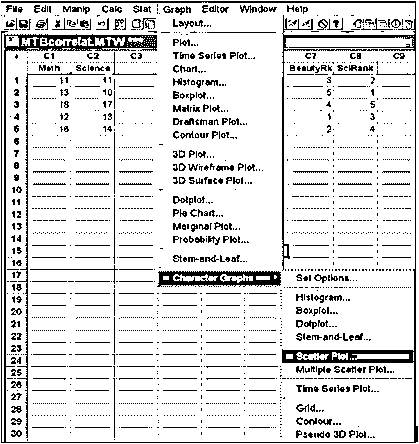 File Edit Manip Calc Stat Graph Editor Window Help
MTBcorrelat.MTW
Layout...
Plot...
Time Series Plot...
Chart...
Histogram...
Boxplot...
Matrix Plot...
Draftsman Plot...
Contour Plot...
3D Plot...
3D Wireframe Plot...
3D Surface Plot...
Dotplot...
Pie Chart...
Marginal Plot...
Probability Plot...
Stem-and-Leaf...
Character Graphs
C1 C2 C3 C7 C8 C9
Math Science BeautyRk SciRank
1 11 11 3 2
2 13 10 5 1
3 18 17 4 5
4 12 13 1 3
5 16 14 2 4
6
7
8
9
10
11
12
13
14
15
16
17
18
19
20
21
22
23
24
25
26
27
28
29
30
Set Options...
Histogram...
Boxplot...
Dotplot...
Stem-and-Leaf...
Scatter Plot...
Multiple Scatter Plot...
Time Series Plot...
Grid...
Contour...
Pseudo 3D Plot...